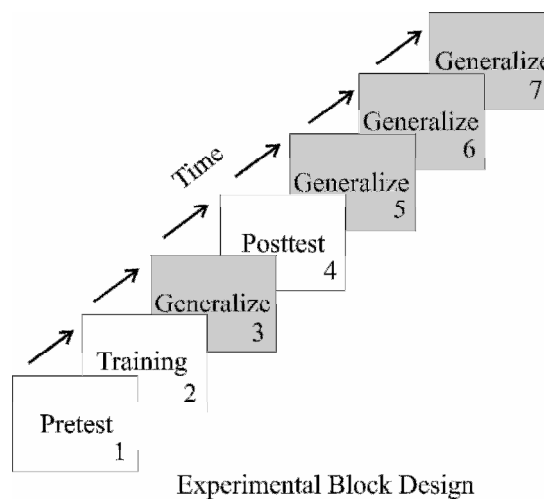 Generalize
7
Generalize
6
Time
Generalize
5
Posttest
4
Generalize
3
Training
2
Pretest
1
Experimental Block Design